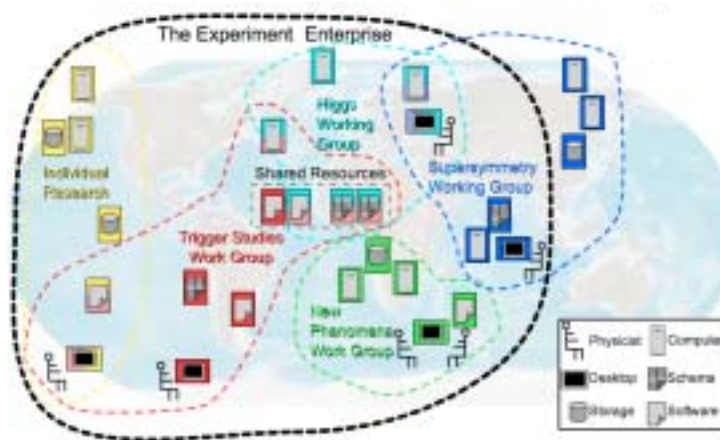 The Experiment Enterprise
Higgs
Working
Group
Individual
Research
Shared Resources
Supersymmetry
Working Group
Trigger Studies
Work Group
New
Phenomena
Work Group
Physicist
Computer
Desktop
Schema
Storage
Software